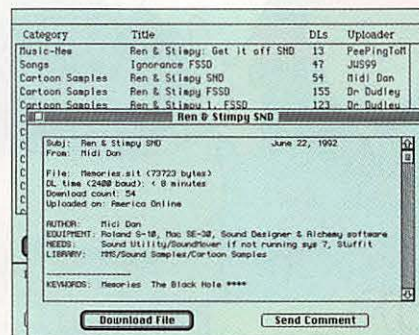 Category Title DLs Uploader
Music-New Ren & Stimpy: Get it off SND 13 PeePingToM
Songs Ignorance FSSD 47 JWS99
Cartoon Samples Ren & Stimpy SND 54 Midi Dan
Cartoon Samples Ren & Stimpy FSSD 155 Dr Dudley
Cartoon Samples Ren & Stimpy 1. FSSD 123 Dr Dudley
Ren & Stimpy SND
Subj: Ren & Stimpy SND June 22, 1992
From: Midi Dan
File: Memories.sit (73723 bytes)
DL time (2400 baud): < 8 minutes
Download count: 54
Uploaded on: America Online
AUTHOR: Midi Dan
EQUIPMENT: Roland S-10, Mac SE-30, Sound Designer & Alchemy software
NEEDS: Sound Utility/SoundMover if not running sys 7, Stuffit
LIBRARY: MMS/Sound Samples/Cartoon Samples
KEYWORDS: Memories The Black Hole ****
Download File Send Comment